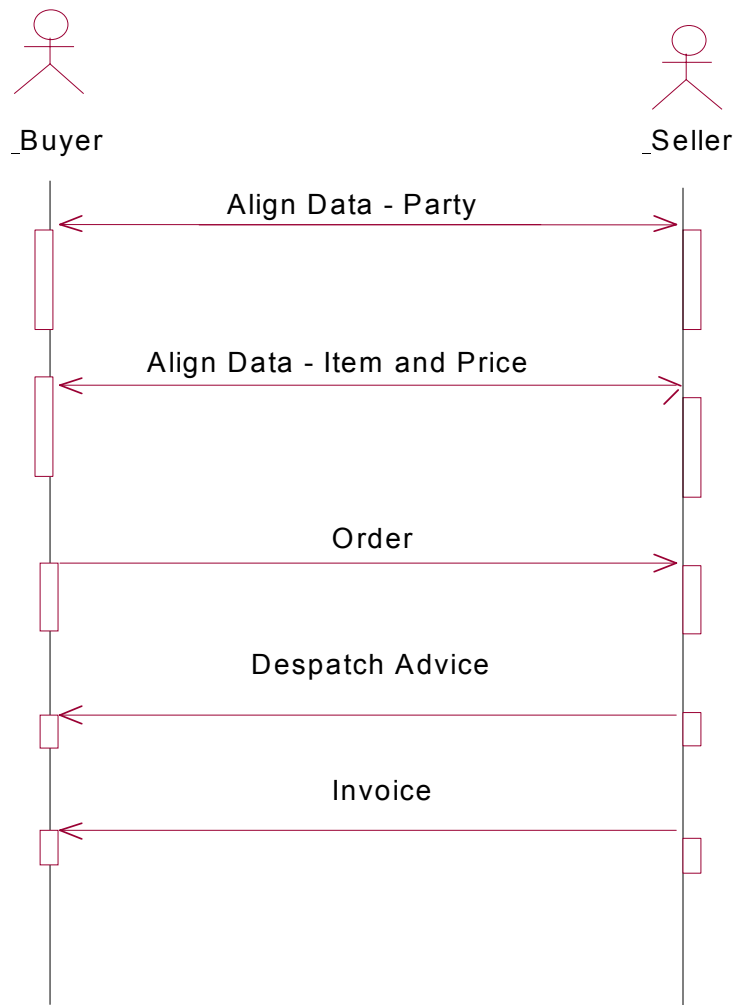 _Buyer
_Seller
Align Data - Party
Align Data - Item and Price
Order
Despatch Advice
Invoice